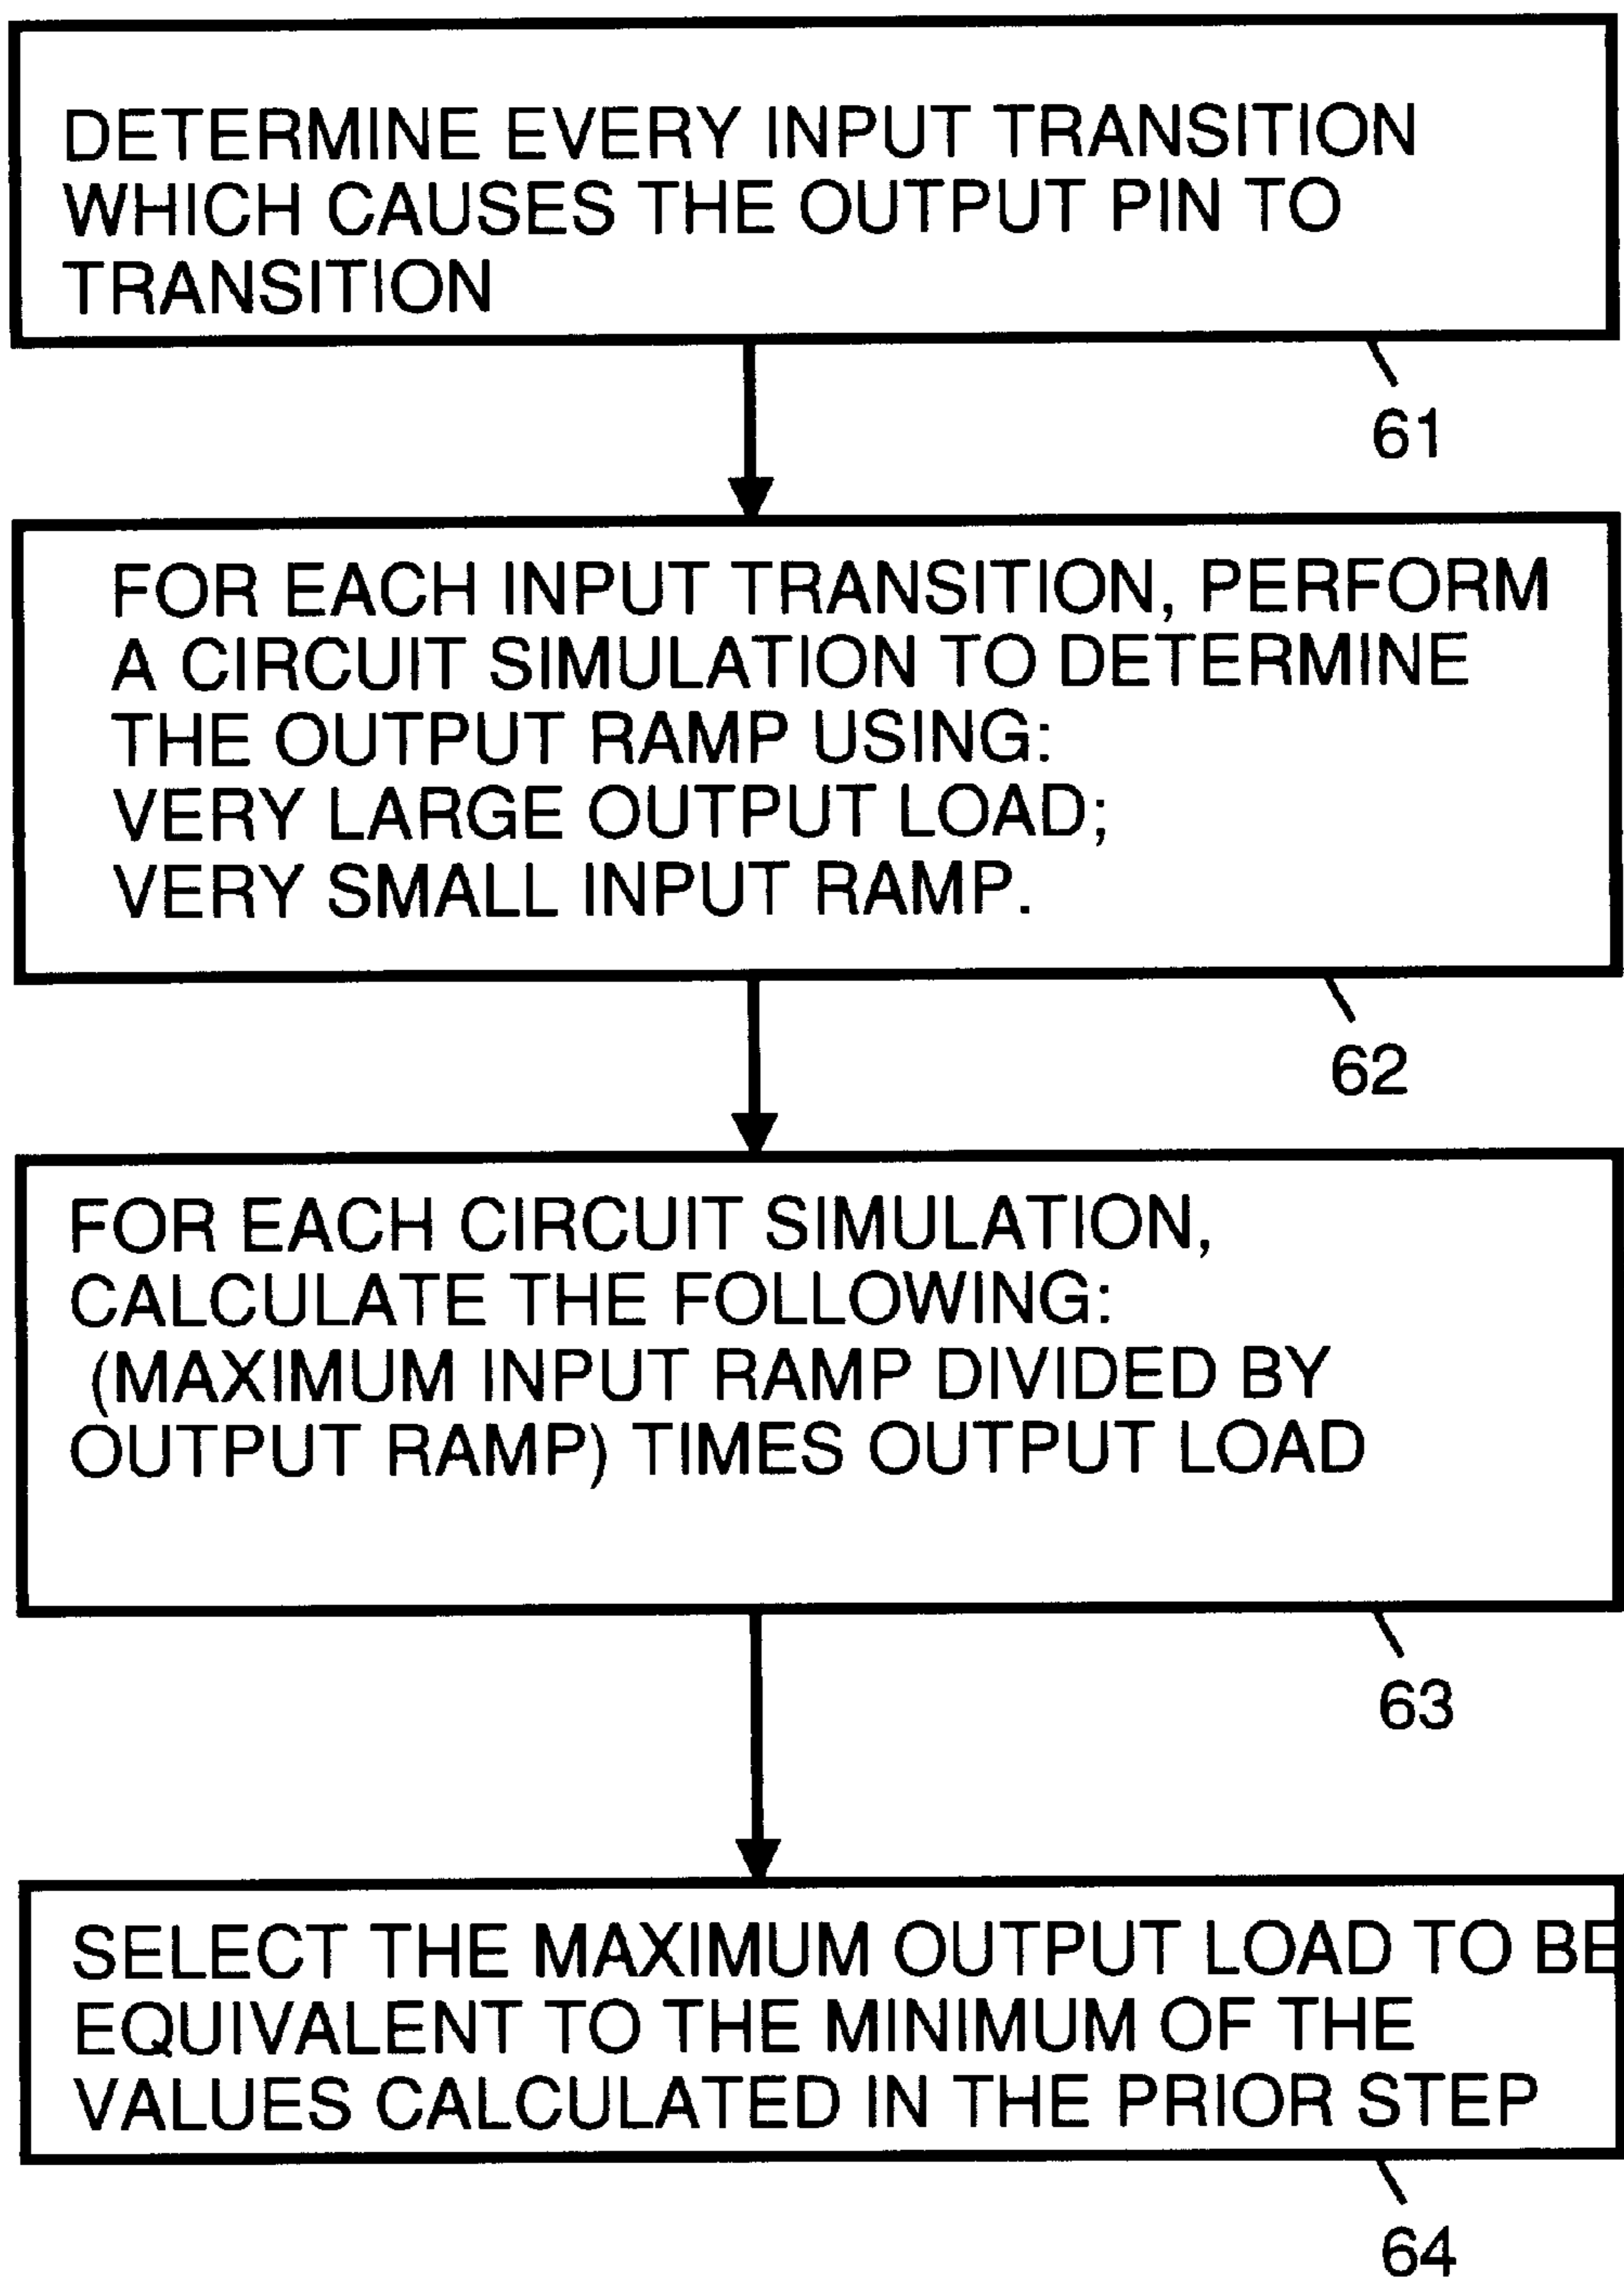 DETERMINE EVERY INPUT TRANSITION
WHICH CAUSES THE OUTPUT PIN TO
TRANSITION
61
FOR EACH INPUT TRANSITION, PERFORM
A CIRCUIT SIMULATION TO DETERMINE
THE OUTPUT RAMP USING:
VERY LARGE OUTPUT LOAD;
VERY SMALL INPUT RAMP.
62
FOR EACH CIRCUIT SIMULATION,
CALCULATE THE FOLLOWING:
(MAXIMUM INPUT RAMP DIVIDED BY
OUTPUT RAMP) TIMES OUTPUT LOAD
63
SELECT THE MAXIMUM OUTPUT LOAD TO BE
EQUIVALENT TO THE MINIMUM OF THE
VALUES CALCULATED IN THE PRIOR STEP
64